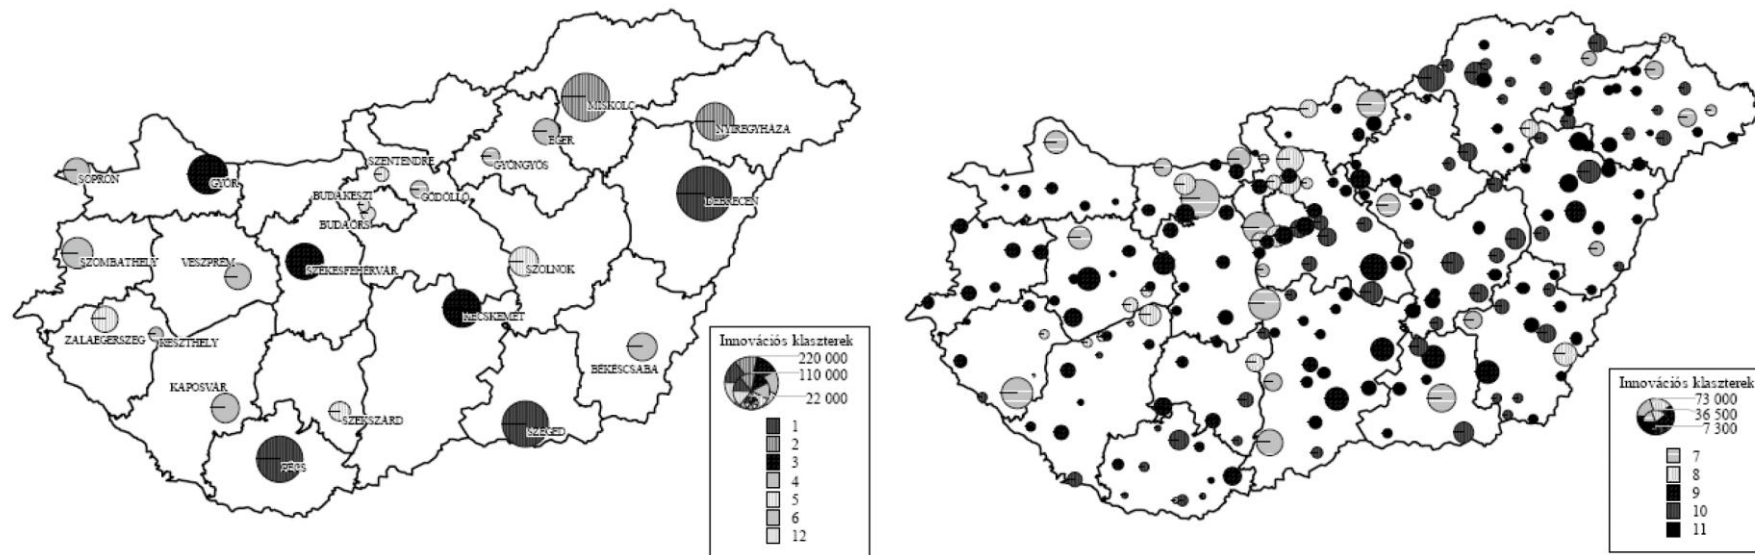 MISKOLC
NYÍREGYHÁZA
EGER
GYÖNGYÖS
SZENTENDRE
SOPRON
GYŐR
GÖDÖLLŐ
BUDAKESZI
DEBRECEN
BUDAÖRS
SZOMBATHELY
VESZPRÉM
SZÉKESFEHÉRVÁR
SZOLNOK
KECSKEMÉT
ZALAEGERSZEG
KESZTHELY
BÉKÉSCSABA
KAPOSVÁR
SZEKSZÁRD
SZEGED
PÉCS
Innovációs klaszterek
220 000
110 000
22 000
1
2
3
4
5
6
12
Innovációs klaszterek
73 000
36 500
7 300
7
8
9
10
11